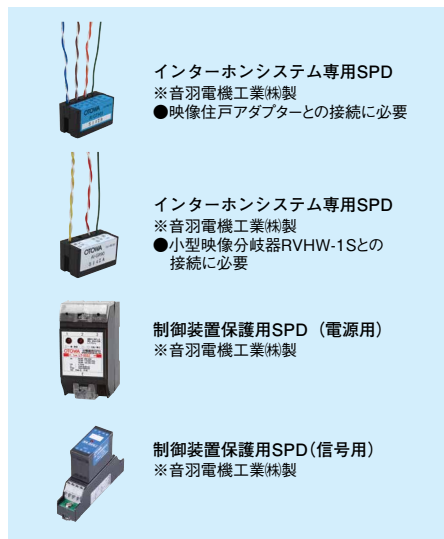 インターホンシステム専用SPD
※音羽電機工業㈱製
●映像住戸アダプターとの接続に必要
OTOWA
インターホンシステム専用SPD
※音羽電機工業㈱製
●小型映像分岐器RVHW-1Sとの
接続に必要
OTOWA
制御装置保護用SPD（電源用）
※音羽電機工業㈱製
OTOWA
制御装置保護用SPD（信号用）
※音羽電機工業㈱製